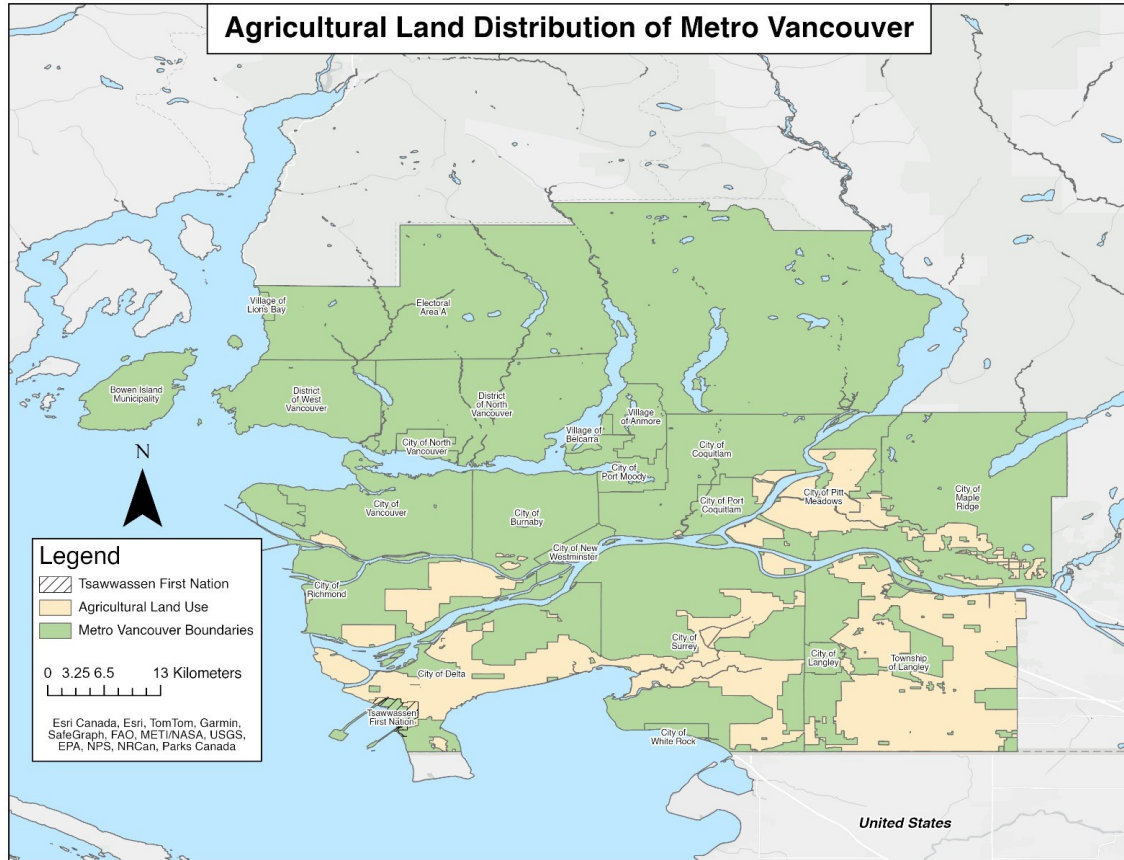 Agricultural Land Distribution of Metro Vancouver
Village of
Lions Bay
Electoral
Area A
Bowen Island
Municipality
District
of West
Vancouver
District
of North
Vancouver
Village
of Anmore
Village of
Belcarra
City of North
Vancouver
City of
Coquitlam
City of
Port Moody
City of
Vancouver
City of
Burnaby
City of Port
Coquitlam
City of Pitt
Meadows
City of
Maple
Ridge
City of New
Westminster
City of
Richmond
City of
Surrey
City of
Langley
Township
of Langley
City of Delta
Tsawwassen
First Nation
City of
White Rock
United States
N
Legend
Tsawwassen First Nation
Agricultural Land Use
Metro Vancouver Boundaries
0 3.25 6.5 13 Kilometers
Esri Canada, Esri, TomTom, Garmin,
SafeGraph, FAO, METI/NASA, USGS,
EPA, NPS, NRCan, Parks Canada